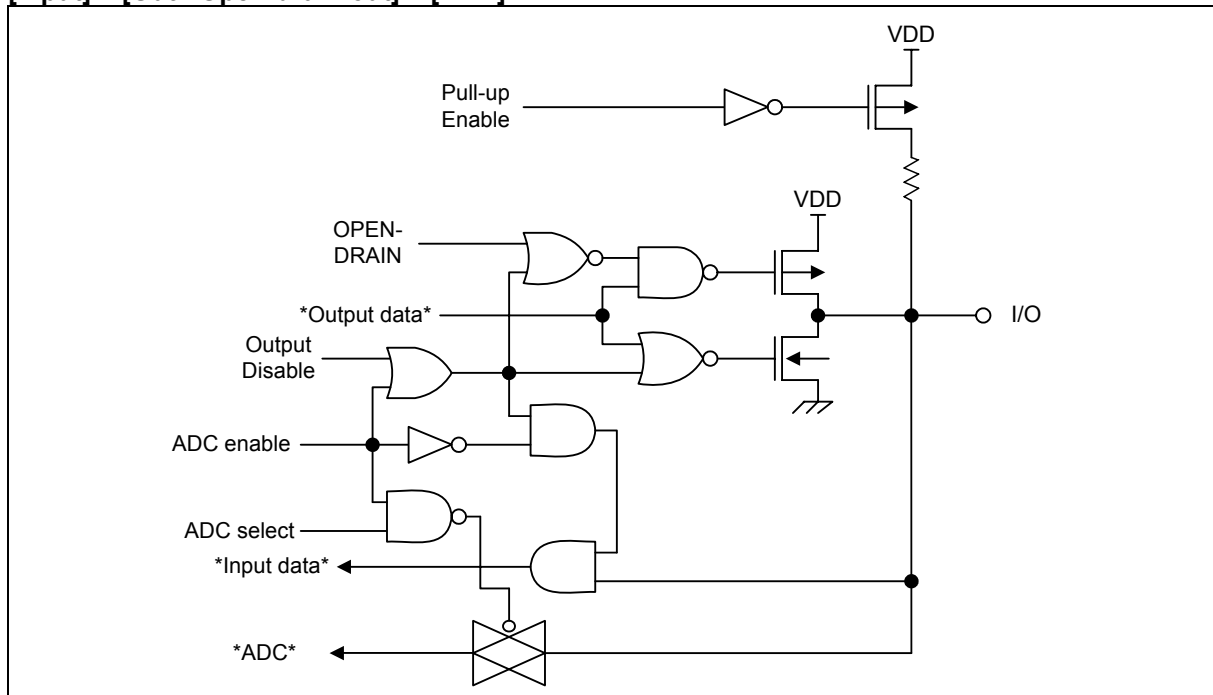 VDD
Pull-up
Enable
VDD
OPEN-
DRAIN
*Output data*
I/O
Output
Disable
ADC enable
ADC select
*Input data*
*ADC*